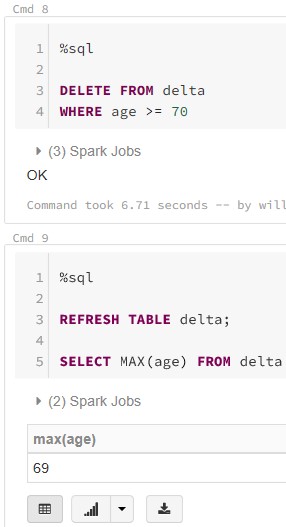 Cmd 8
1 %sql
2
3 DELETE FROM delta
4 WHERE age >= 70
(3) Spark Jobs
OK
Command took 6.71 seconds -- by will
Cmd 9
1 %sql
2
3 REFRESH TABLE delta;
4
5 SELECT MAX(age) FROM delta
(2) Spark Jobs
max(age)
69